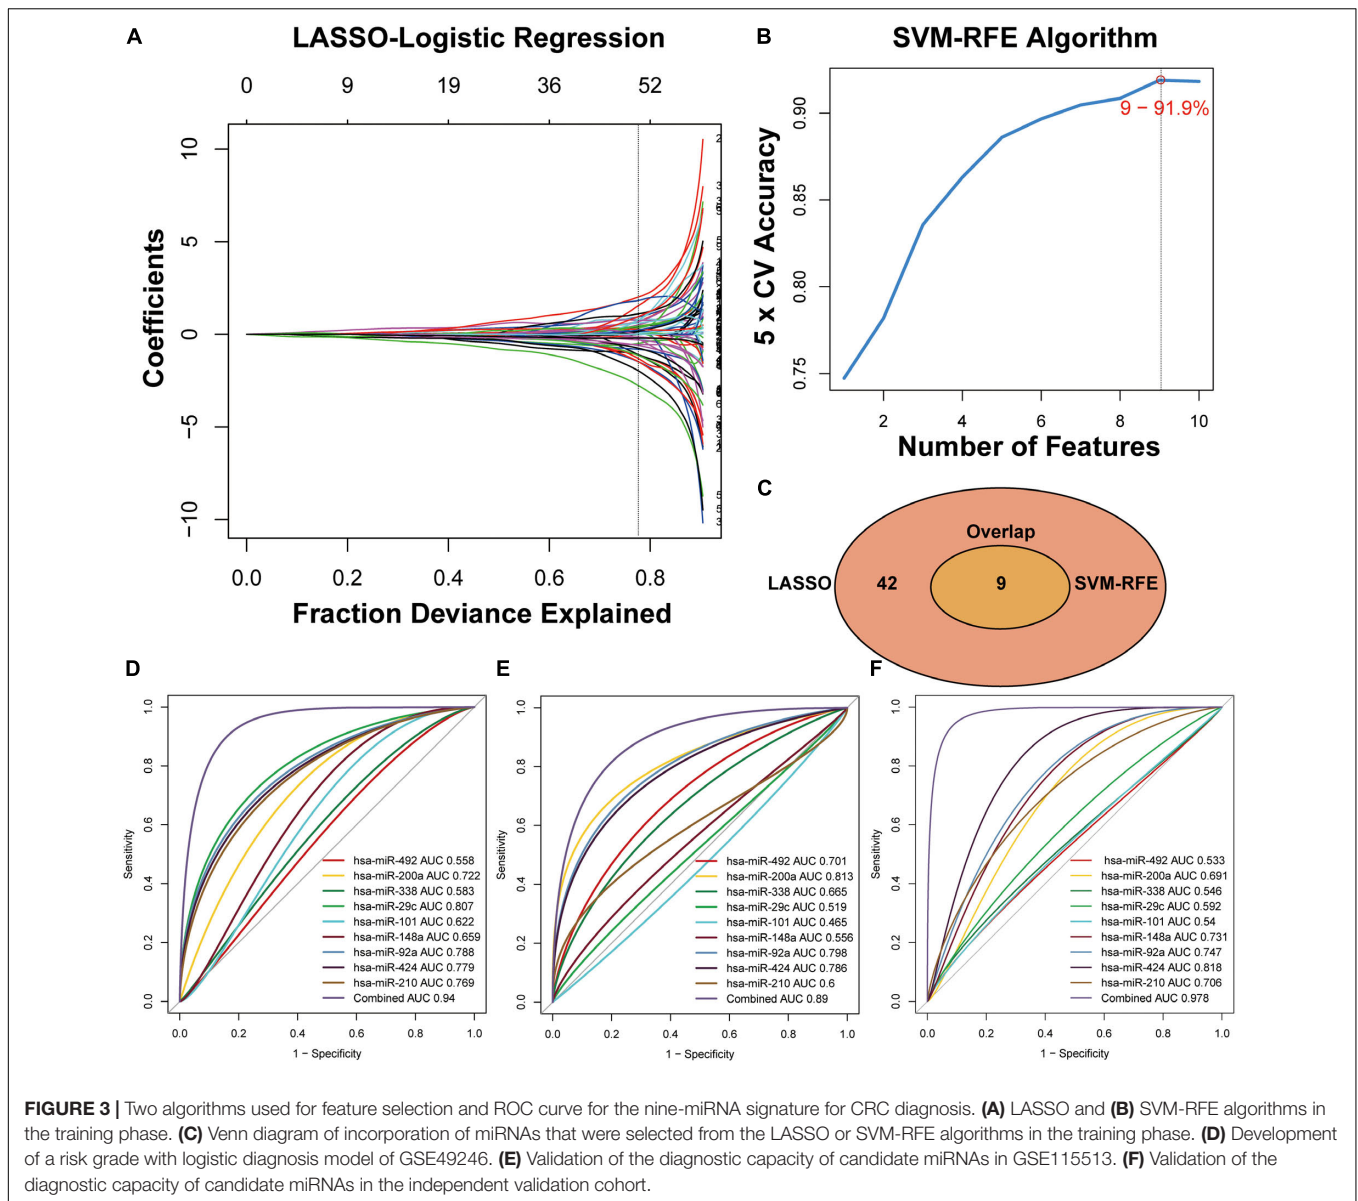 A
LASSO-Logistic Regression
0 9 19 36 52
10
5
0
−5
−10
Coefficients
0.0 0.2 0.4 0.6 0.8
Fraction Deviance Explained
B
SVM-RFE Algorithm
0.90
0.85
0.80
0.75
5 x CV Accuracy
9 − 91.9%
2 4 6 8 10
Number of Features
C
Overlap
LASSO 42 9 SVM-RFE
D
1.0
0.8
0.6
0.4
0.2
0.0
Sensitivity
hsa-miR-492 AUC 0.558
hsa-miR-200a AUC 0.722
hsa-miR-338 AUC 0.583
hsa-miR-29c AUC 0.807
hsa-miR-101 AUC 0.622
hsa-miR-148a AUC 0.659
hsa-miR-92a AUC 0.788
hsa-miR-424 AUC 0.779
hsa-miR-210 AUC 0.769
Combined AUC 0.94
0.0 0.2 0.4 0.6 0.8 1.0
1 − Specificity
E
1.0
0.8
0.6
0.4
0.2
0.0
Sensitivity
hsa-miR-492 AUC 0.701
hsa-miR-200a AUC 0.813
hsa-miR-338 AUC 0.665
hsa-miR-29c AUC 0.519
hsa-miR-101 AUC 0.465
hsa-miR-148a AUC 0.556
hsa-miR-92a AUC 0.798
hsa-miR-424 AUC 0.786
hsa-miR-210 AUC 0.6
Combined AUC 0.89
0.0 0.2 0.4 0.6 0.8 1.0
1 − Specificity
F
1.0
0.8
0.6
0.4
0.2
0.0
Sensitivity
hsa-miR-492 AUC 0.533
hsa-miR-200a AUC 0.691
hsa-miR-338 AUC 0.546
hsa-miR-29c AUC 0.592
hsa-miR-101 AUC 0.54
hsa-miR-148a AUC 0.731
hsa-miR-92a AUC 0.747
hsa-miR-424 AUC 0.818
hsa-miR-210 AUC 0.706
Combined AUC 0.978
0.0 0.2 0.4 0.6 0.8 1.0
1 − Specificity
FIGURE 3 | Two algorithms used for feature selection and ROC curve for the nine-miRNA signature for CRC diagnosis. (A) LASSO and (B) SVM-RFE algorithms in
the training phase. (C) Venn diagram of incorporation of miRNAs that were selected from the LASSO or SVM-RFE algorithms in the training phase. (D) Development
of a risk grade with logistic diagnosis model of GSE49246. (E) Validation of the diagnostic capacity of candidate miRNAs in GSE115513. (F) Validation of the
diagnostic capacity of candidate miRNAs in the independent validation cohort.